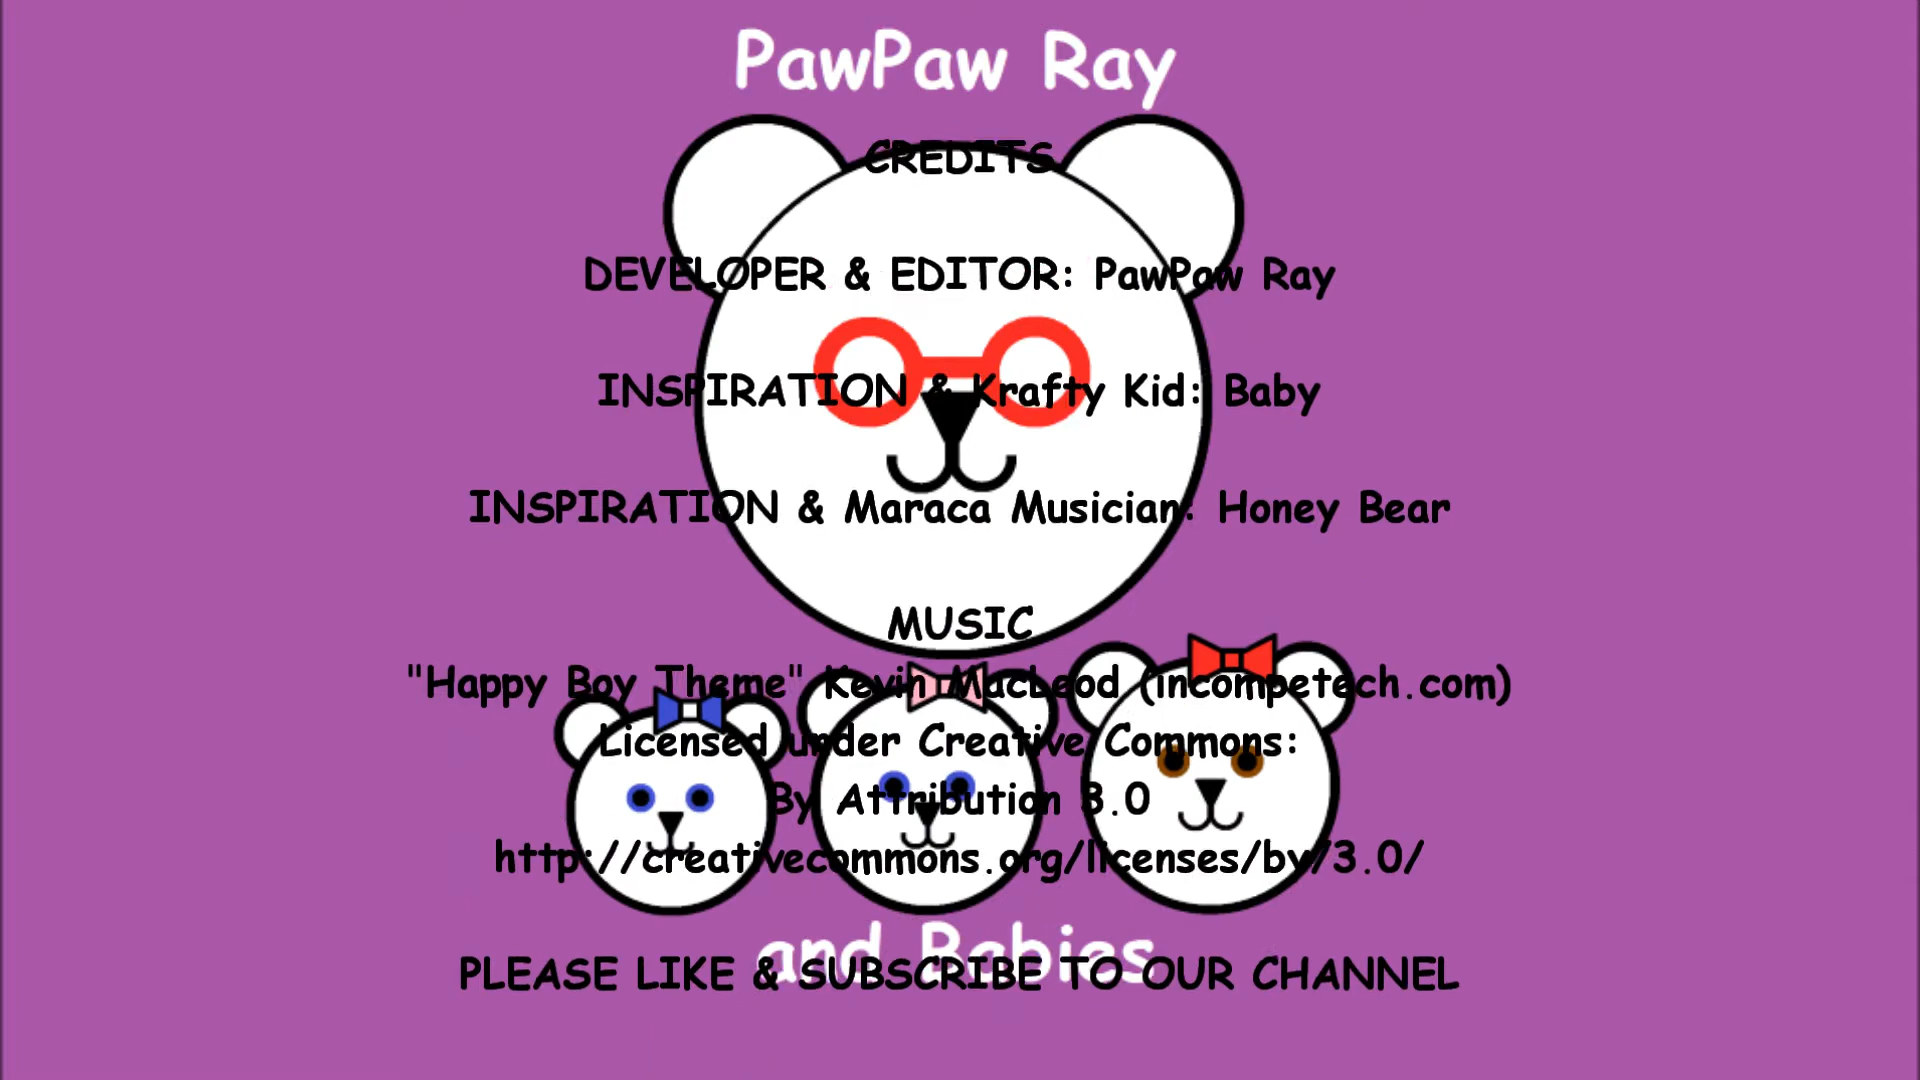 PawPaw Ray
CREDITS
DEVELOPER & EDITOR: PawPaw Ray
INSPIRATION & Krafty Kid: Baby
INSPIRATION & Maraca Musician: Honey Bear
MUSIC
"Happy Boy Theme" Kevin MacLeod (incompetech.com)
Licensed under Creative Commons:
By Attribution 3.0
http://creativecommons.org/licenses/by/3.0/
and Babies
PLEASE LIKE & SUBSCRIBE TO OUR CHANNEL